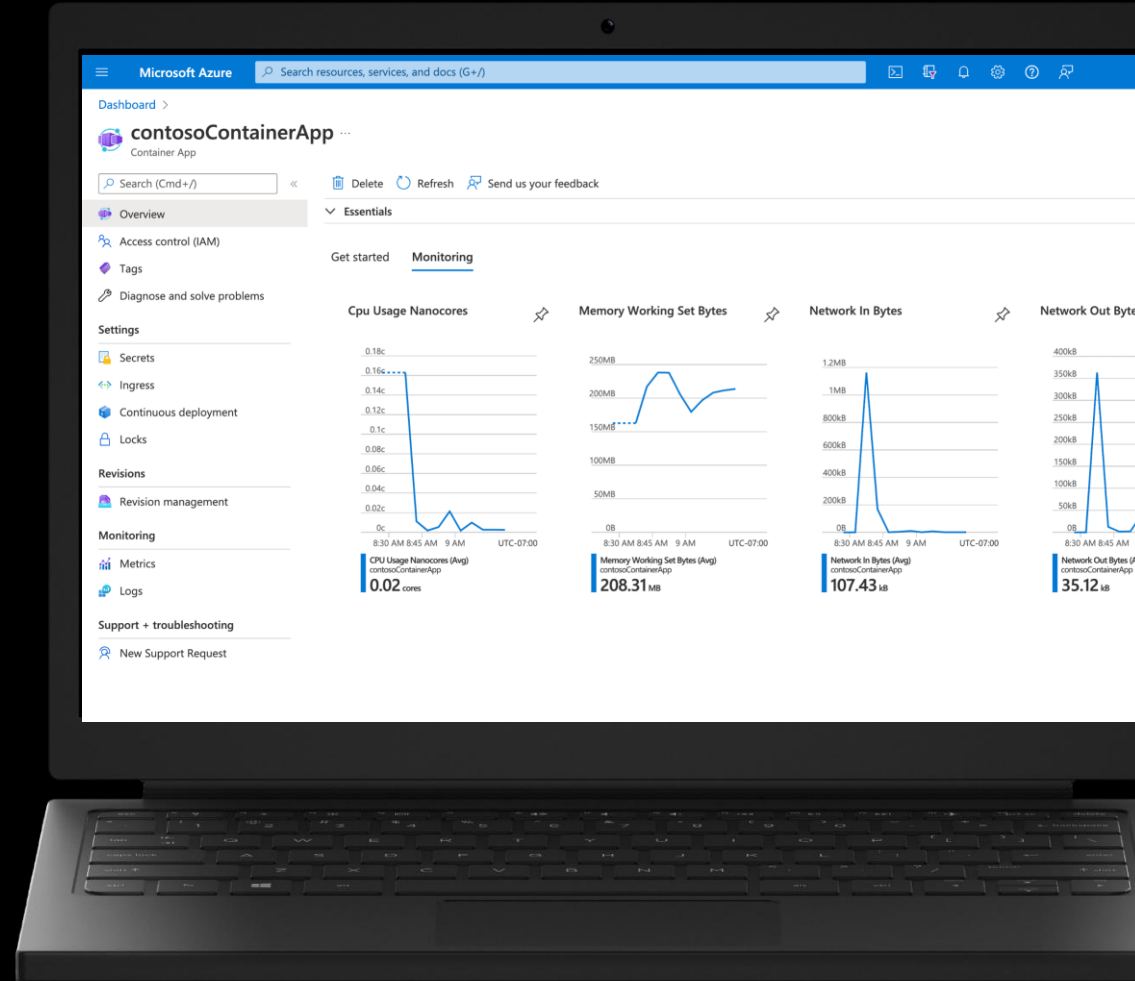 Microsoft Azure
Search resources, services, and docs (G+/)
Dashboard >
contosoContainerApp ...
Container App
Search (Cmd+/)
«
Delete
Refresh
Send us your feedback
Overview
Access control (IAM)
Tags
Diagnose and solve problems
Settings
Secrets
Ingress
Continuous deployment
Locks
Revisions
Revision management
Monitoring
Metrics
Logs
Support + troubleshooting
New Support Request
Essentials
Get started
Monitoring
Cpu Usage Nanocores
0.18c
0.16c
0.14c
0.12c
0.1c
0.08c
0.06c
0.04c
0.02c
0c
8:30 AM 8:45 AM 9 AM UTC-07:00
CPU Usage Nanocores (Avg)
contosoContainerApp
0.02 cores
Memory Working Set Bytes
250MB
200MB
150MB
100MB
50MB
0B
8:30 AM 8:45 AM 9 AM UTC-07:00
Memory Working Set Bytes (Avg)
contosoContainerApp
208.31 MB
Network In Bytes
1.2MB
1MB
800kB
600kB
400kB
200kB
0B
8:30 AM 8:45 AM 9 AM UTC-07:00
Network In Bytes (Avg)
contosoContainerApp
107.43 kB
Network Out Byte
400kB
350kB
300kB
250kB
200kB
150kB
100kB
50kB
0B
8:30 AM 8:45 AM
Network Out Bytes (A
contosoContainerApp
35.12 kB